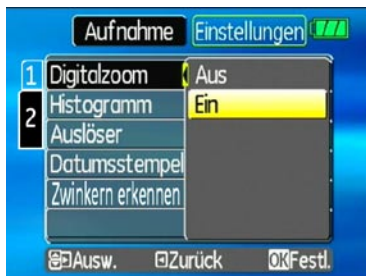 Aufnahme Einstellungen
1 Digitalzoom Aus
2 Histogramm Ein
Auslöser
Datumsstempel
Zwinkern erkennen
Ausw. Zurück OK Festl.